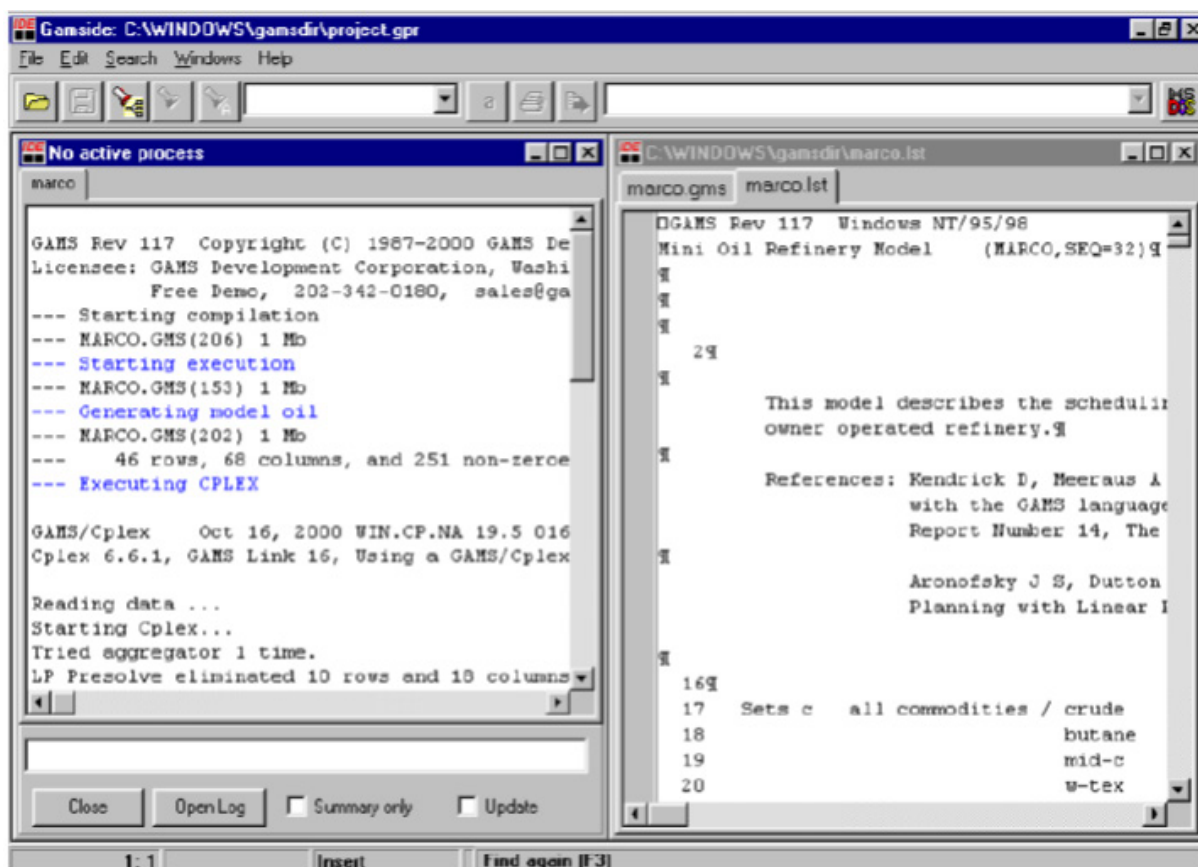 IDE Gamside: C:\WINDOWS\gamsdir\project.gpr
File Edit Search Windows Help
a
MS DOS
IDE No active process
marco
GAMS Rev 117 Copyright (C) 1987-2000 GAMS De
Licensee: GAMS Development Corporation, Washi
Free Demo, 202-342-0180, sales@ga
--- Starting compilation
--- MARCO.GMS(206) 1 Mb
--- Starting execution
--- MARCO.GMS(153) 1 Mb
--- Generating model oil
--- MARCO.GMS(202) 1 Mb
--- 46 rows, 68 columns, and 251 non-zeroe
--- Executing CPLEX
GAMS/Cplex Oct 16, 2000 WIN.CP.NA 19.5 016
Cplex 6.6.1, GAMS Link 16, Using a GAMS/Cplex
Reading data ...
Starting Cplex...
Tried aggregator 1 time.
LP Presolve eliminated 10 rows and 18 columns
Close Open Log Summary only Update
IDE C:\WINDOWS\gamsdir\marco.lst
marco.gms marco.lst
GAMS Rev 117 Windows NT/95/98
Mini Oil Refinery Model (MARCO,SEQ=32)¶
¶
¶
¶
2¶
¶
This model describes the schedulin
owner operated refinery.¶
¶
References: Kendrick D, Meeraus A
with the GAMS language
Report Number 14, The
¶
Aronofsky J S, Dutton
Planning with Linear
¶
16¶
17 Sets c all commodities / crude
18 butane
19 mid-c
20 w-tex
1: 1 Insert Find again [F3]